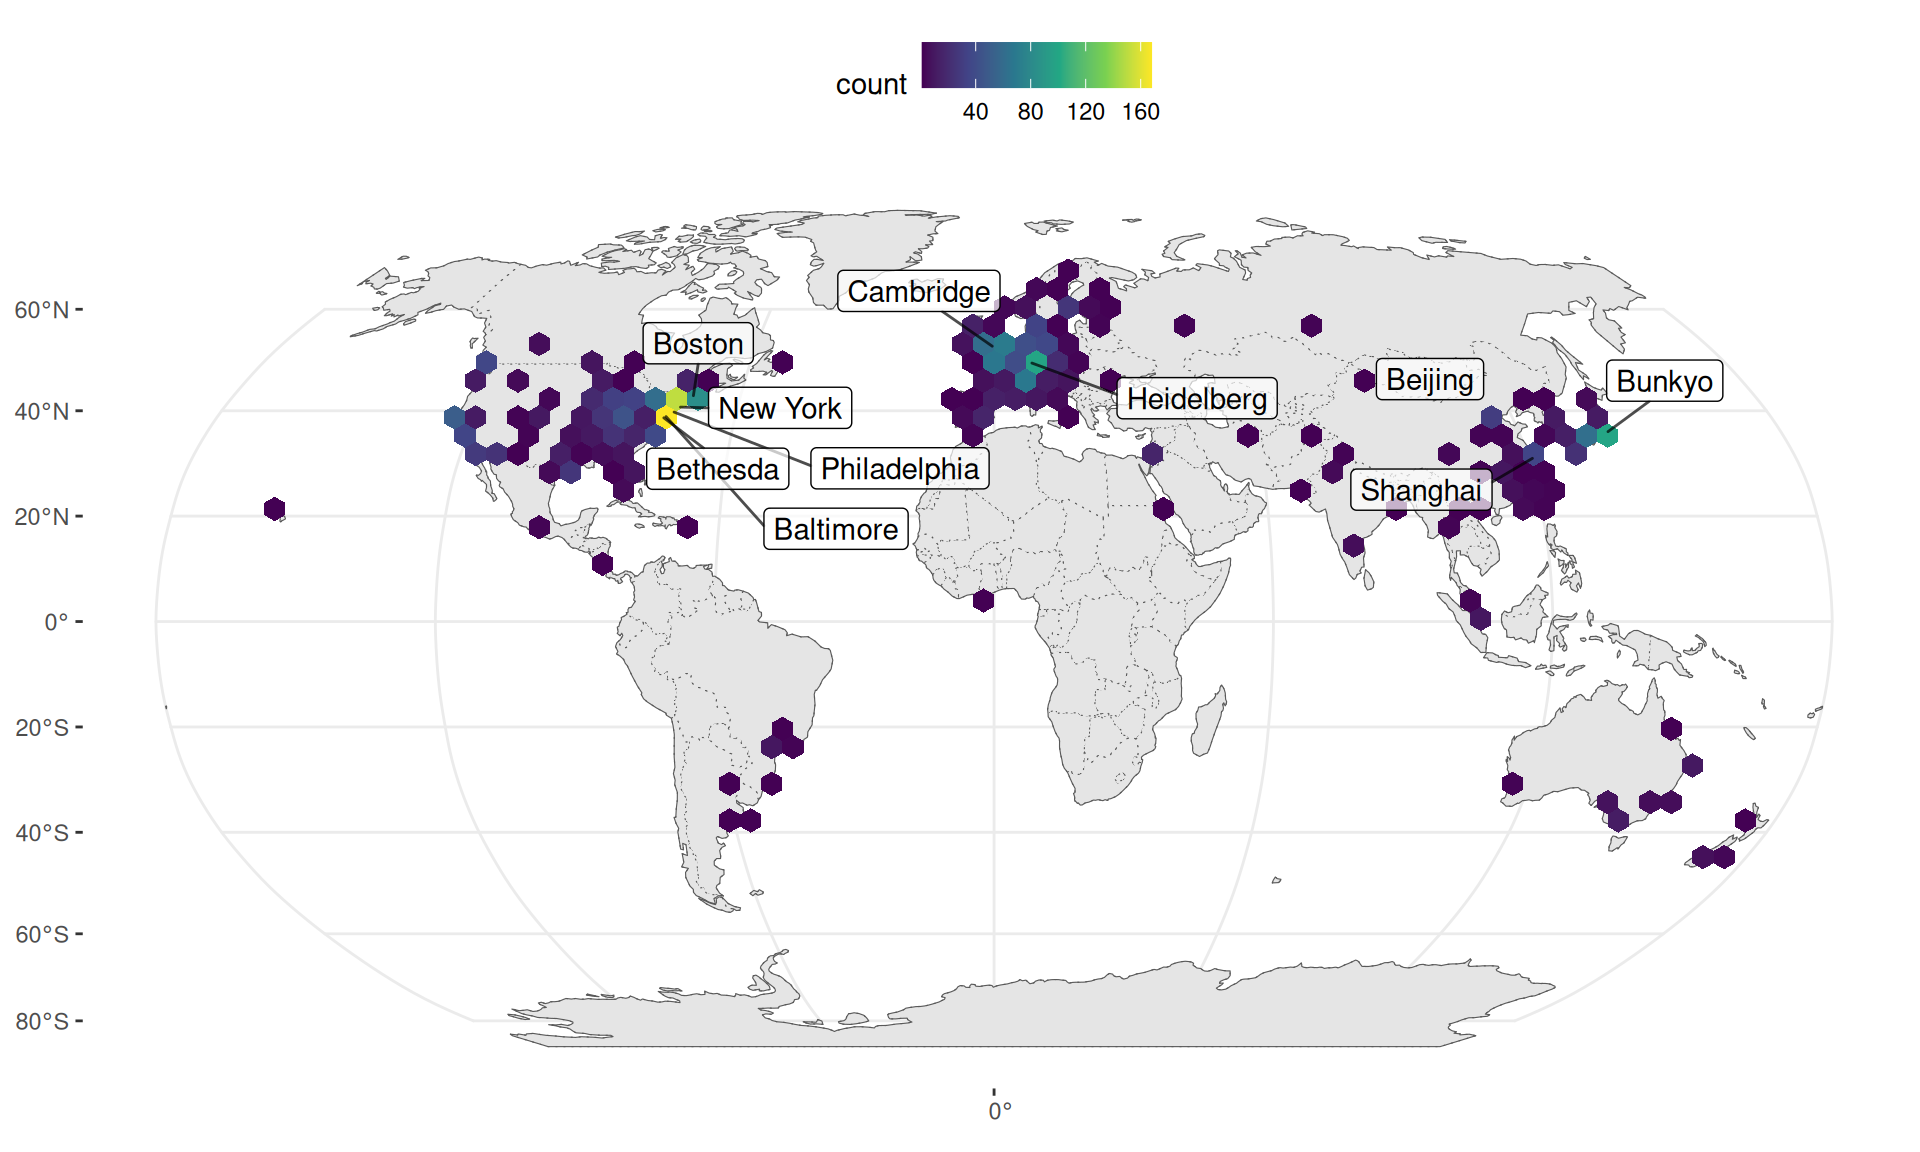 count
40 80 120 160
Cambridge
60°N
Boston
Beijing
Bunkyo
Heidelberg
40°N
New York
Bethesda
Philadelphia
Shanghai
20°N
Baltimore
0°
20°S
40°S
60°S
80°S
0°